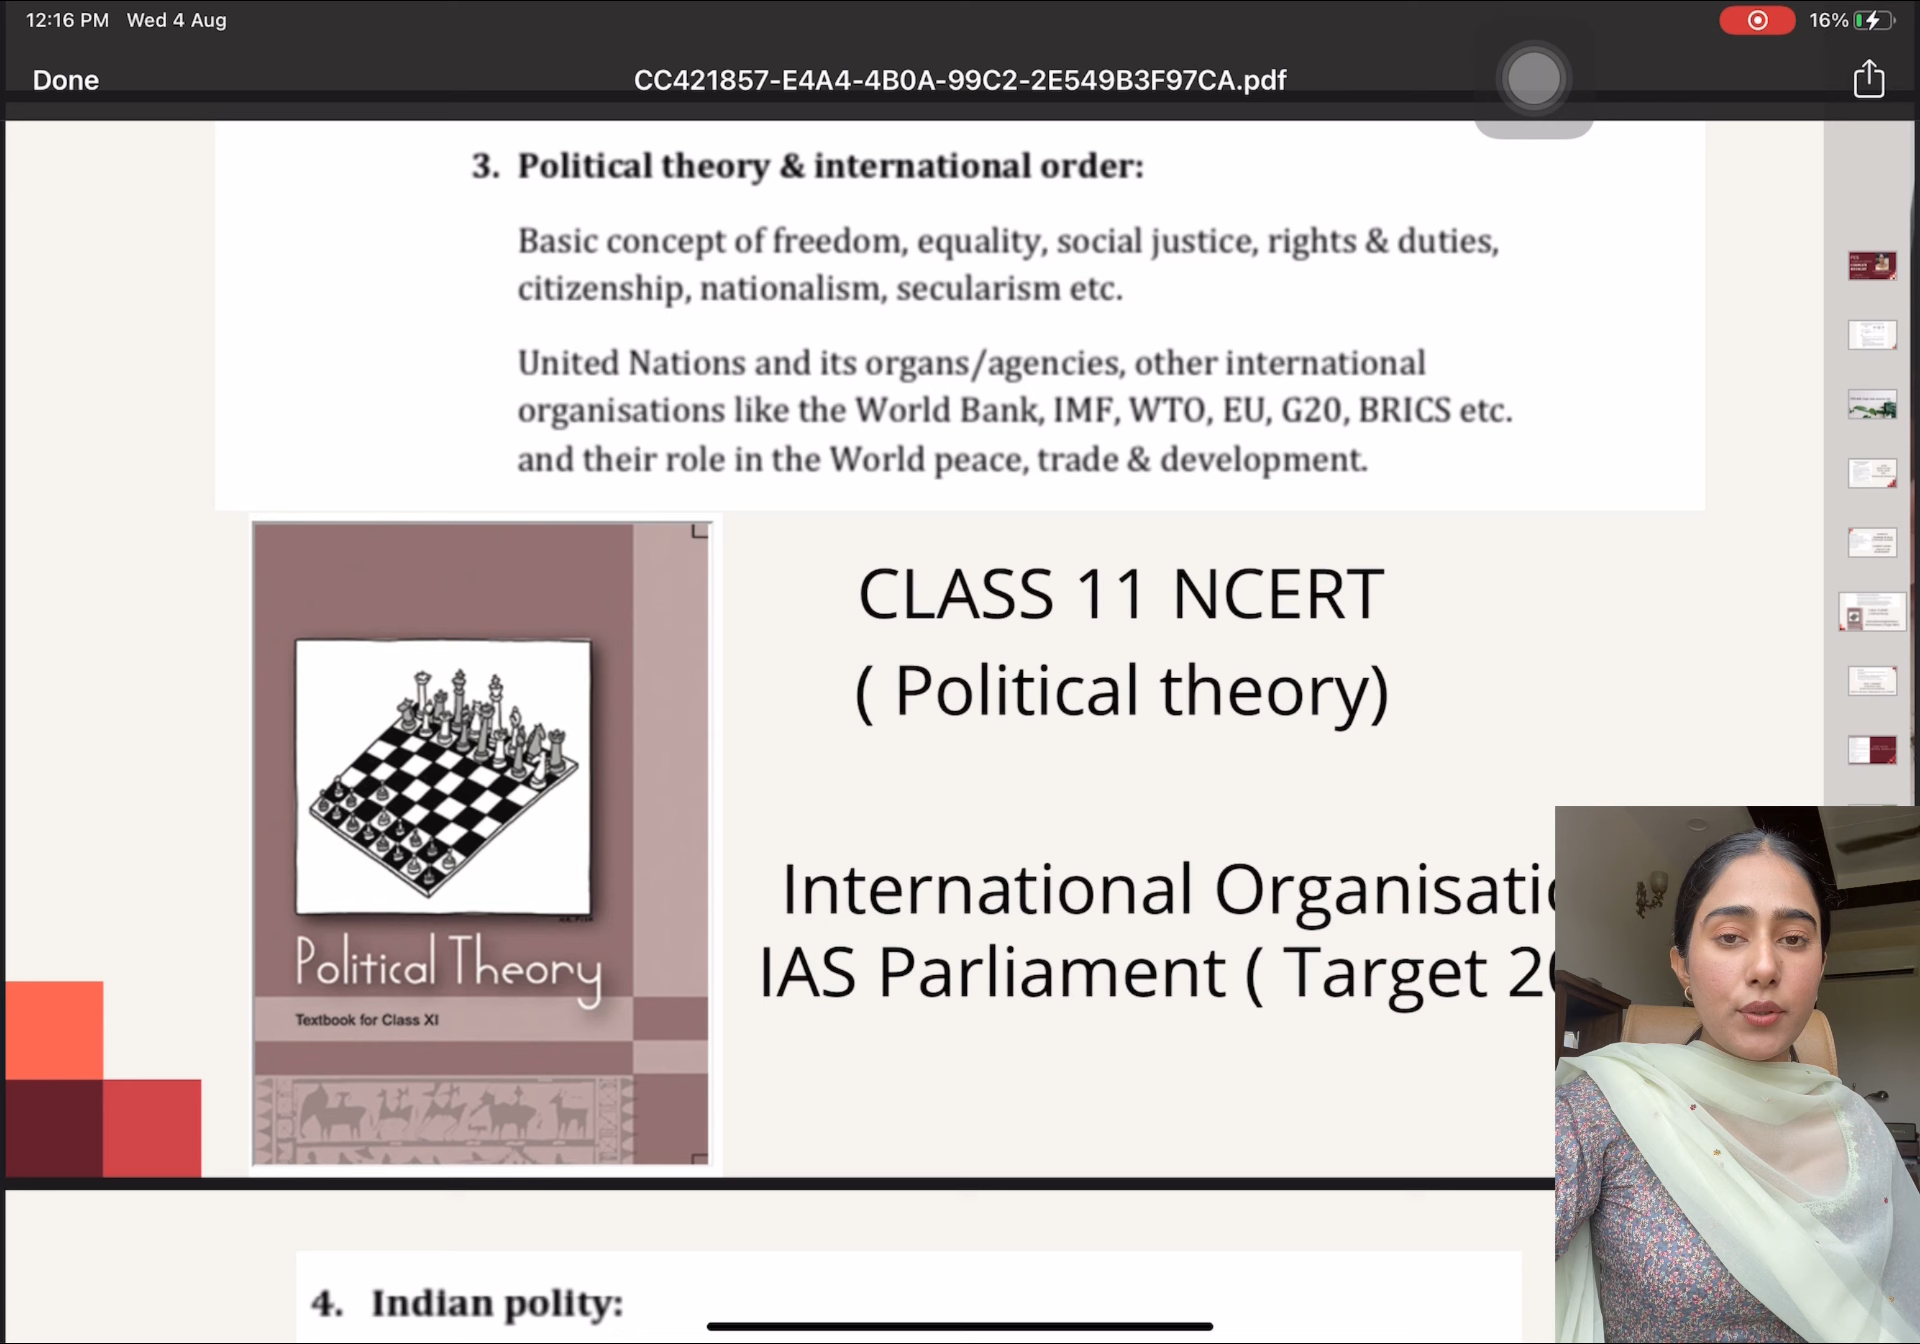 12:16 PM Wed 4 Aug
16%
Done
CC421857-E4A4-4B0A-99C2-2E549B3F97CA.pdf
3. Political theory & international order:
Basic concept of freedom, equality, social justice, rights & duties,
citizenship, nationalism, secularism etc.
United Nations and its organs/agencies, other international
organisations like the World Bank, IMF, WTO, EU, G20, BRICS etc.
and their role in the World peace, trade & development.
CLASS 11 NCERT
( Political theory)
International Organisatio
IAS Parliament ( Target 20
Political Theory
Textbook for Class XI
4. Indian polity: